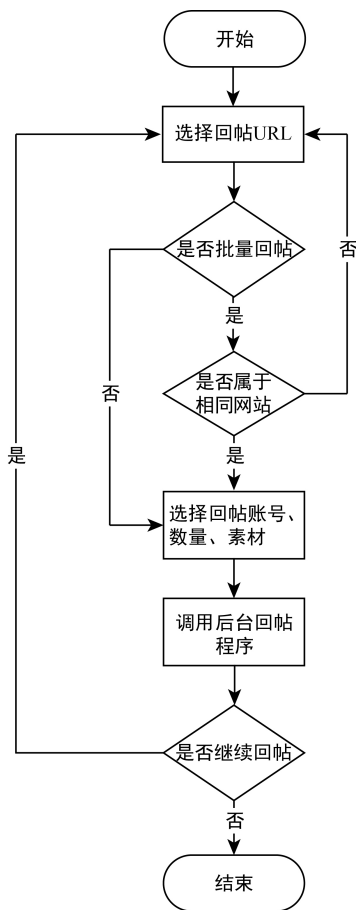 开始
选择回帖URL
是否批量回帖
是
否
是否属于
相同网站
否
是
是
选择回帖账号、
数量、素材
调用后台回帖
程序
是否继续回帖
否
结束